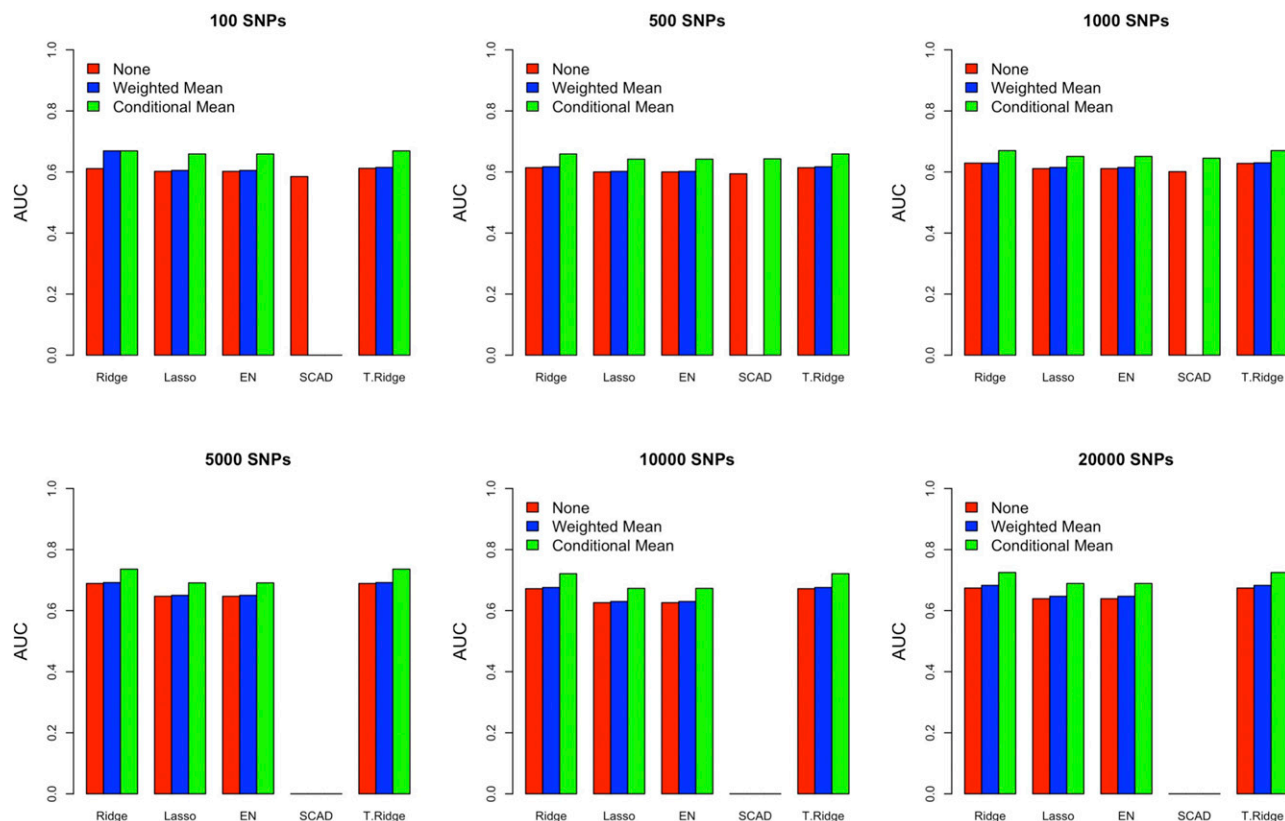 100 SNPs
AUC
0.0 0.2 0.4 0.6 0.8 1.0
None
Weighted Mean
Conditional Mean
Ridge Lasso EN SCAD T.Ridge
500 SNPs
AUC
0.0 0.2 0.4 0.6 0.8 1.0
None
Weighted Mean
Conditional Mean
Ridge Lasso EN SCAD T.Ridge
1000 SNPs
AUC
0.0 0.2 0.4 0.6 0.8 1.0
None
Weighted Mean
Conditional Mean
Ridge Lasso EN SCAD T.Ridge
5000 SNPs
AUC
0.0 0.2 0.4 0.6 0.8 1.0
Ridge Lasso EN SCAD T.Ridge
10000 SNPs
AUC
0.0 0.2 0.4 0.6 0.8 1.0
None
Weighted Mean
Conditional Mean
Ridge Lasso EN SCAD T.Ridge
20000 SNPs
AUC
0.0 0.2 0.4 0.6 0.8 1.0
None
Weighted Mean
Conditional Mean
Ridge Lasso EN SCAD T.Ridge